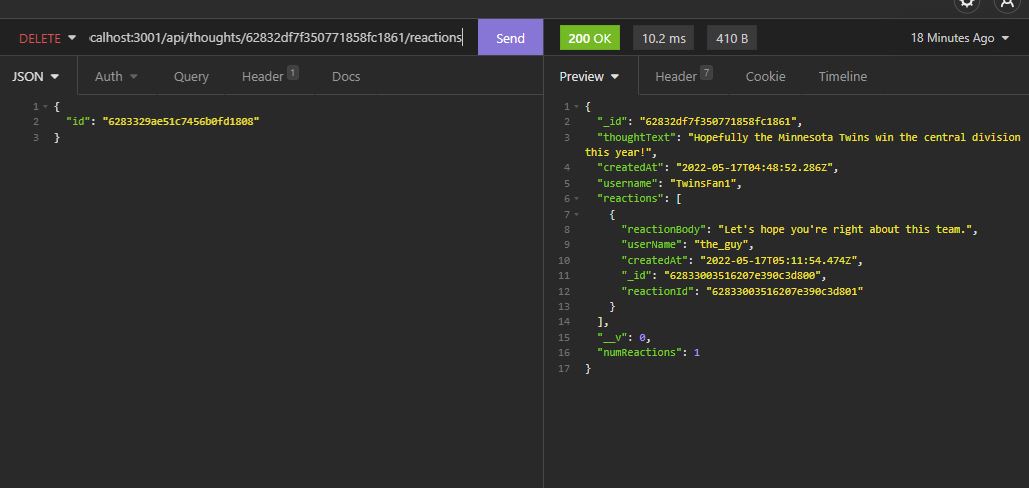 DELETE calhost:3001/api/thoughts/62832df7f350771858fc1861/reactions Send 200 OK 10.2 ms 410 B 18 Minutes Ago
JSON Auth Query Header 1 Docs Preview Header 7 Cookie Timeline
1 {
2 "id": "6283329ae51c7456b0fd1808"
3 }
1 {
2 "_id": "62832df7f350771858fc1861",
3 "thoughtText": "Hopefully the Minnesota Twins win the central division
this year!",
4 "createdAt": "2022-05-17T04:48:52.286Z",
5 "username": "TwinsFan1",
6 "reactions": [
7 {
8 "reactionBody": "Let's hope you're right about this team.",
9 "userName": "the_guy",
10 "createdAt": "2022-05-17T05:11:54.474Z",
11 "_id": "62833003516207e390c3d800",
12 "reactionId": "62833003516207e390c3d801"
13 }
14 ],
15 "__v": 0,
16 "numReactions": 1
17 }